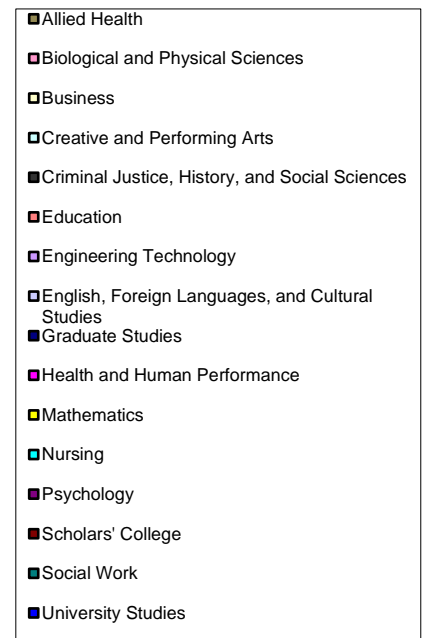 Allied Health
Biological and Physical Sciences
Business
Creative and Performing Arts
Criminal Justice, History, and Social Sciences
Education
Engineering Technology
English, Foreign Languages, and Cultural
Studies
Graduate Studies
Health and Human Performance
Mathematics
Nursing
Psychology
Scholars' College
Social Work
University Studies